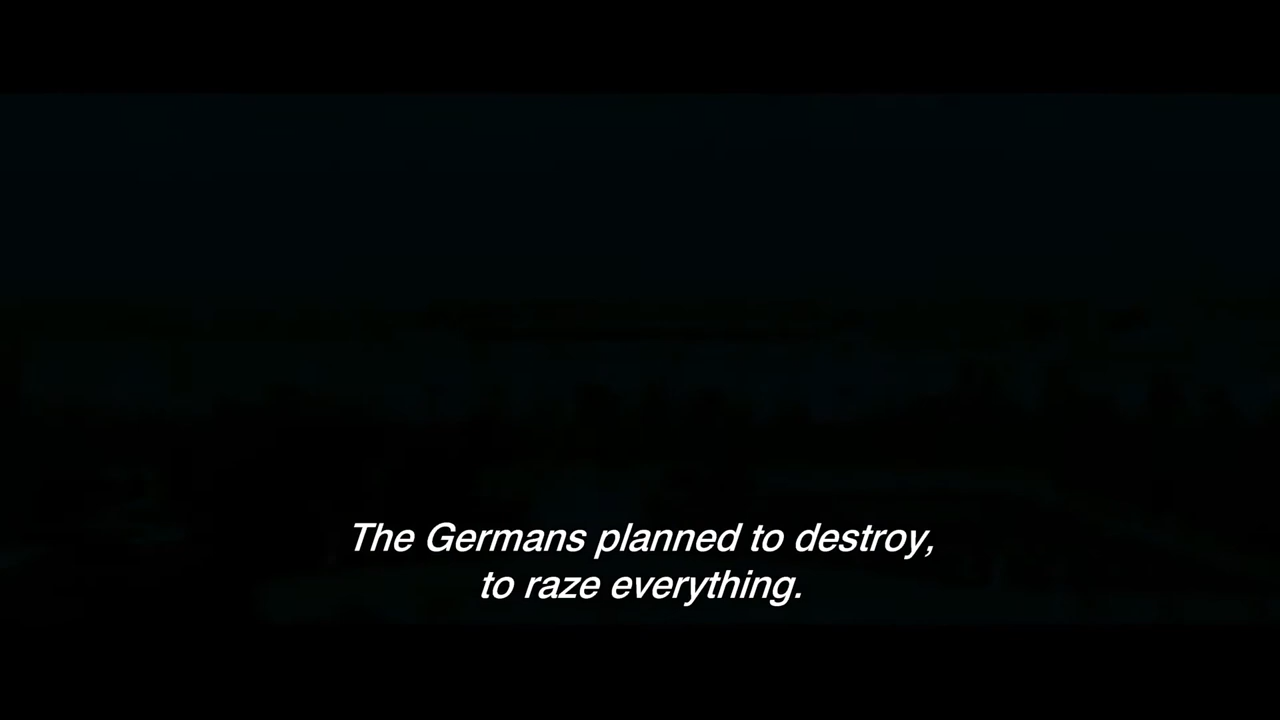 The Germans planned to destroy,
to raze everything.